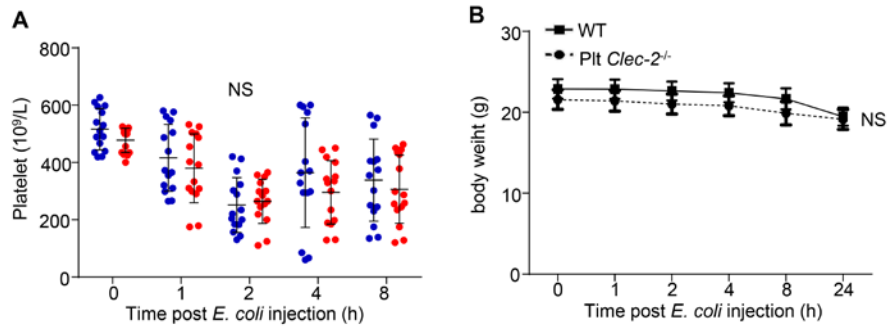 A
Platelet (10⁹/L)
800
600
400
200
0
NS
0 1 2 4 8
Time post E. coli injection (h)
B
body weiht (g)
30
20
10
0
WT
Plt Clec-2⁻/⁻
NS
0 1 2 4 8 24
Time post E. coli injection (h)